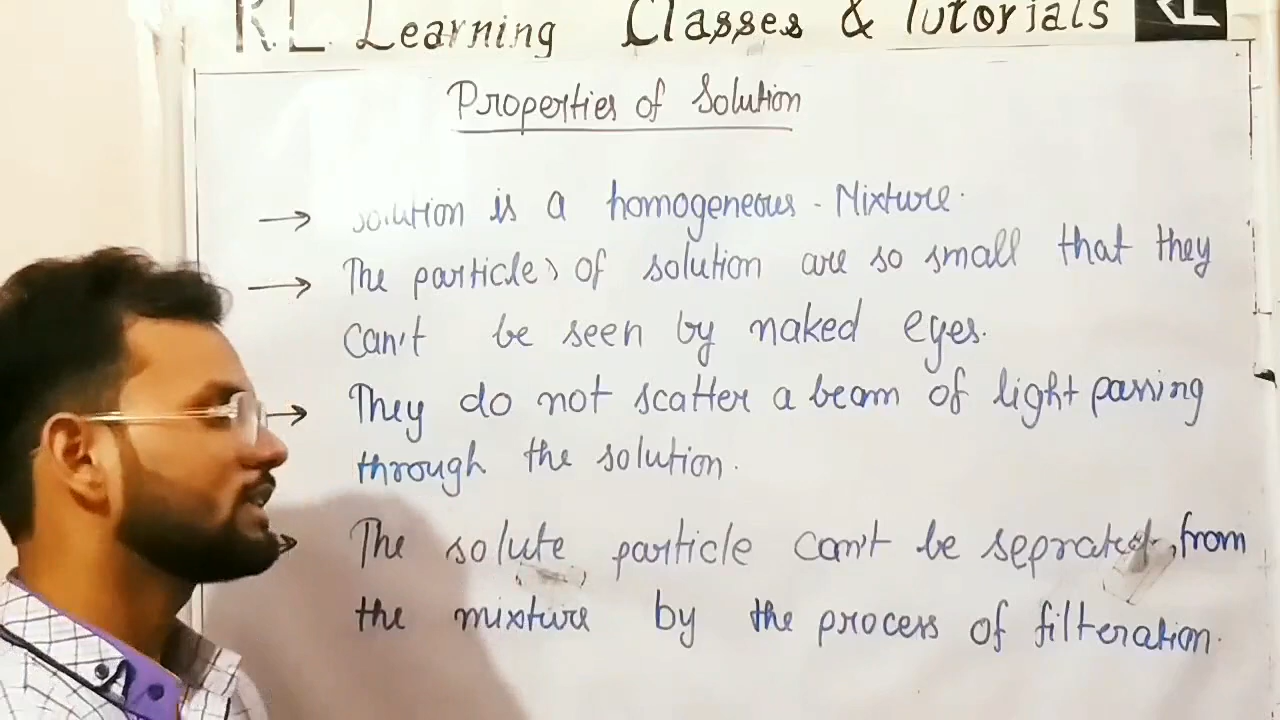 R.L Learning Classes & Tutorials RL
Properties of Solution
→ Solution is a homogeneous - Mixture.
→ The particles of solution are so small that they
can't be seen by naked eyes.
→ They do not scatter a beam of light passing
through the solution.
→ The solute particle can't be seprated, from
the mixture by the process of filteration.